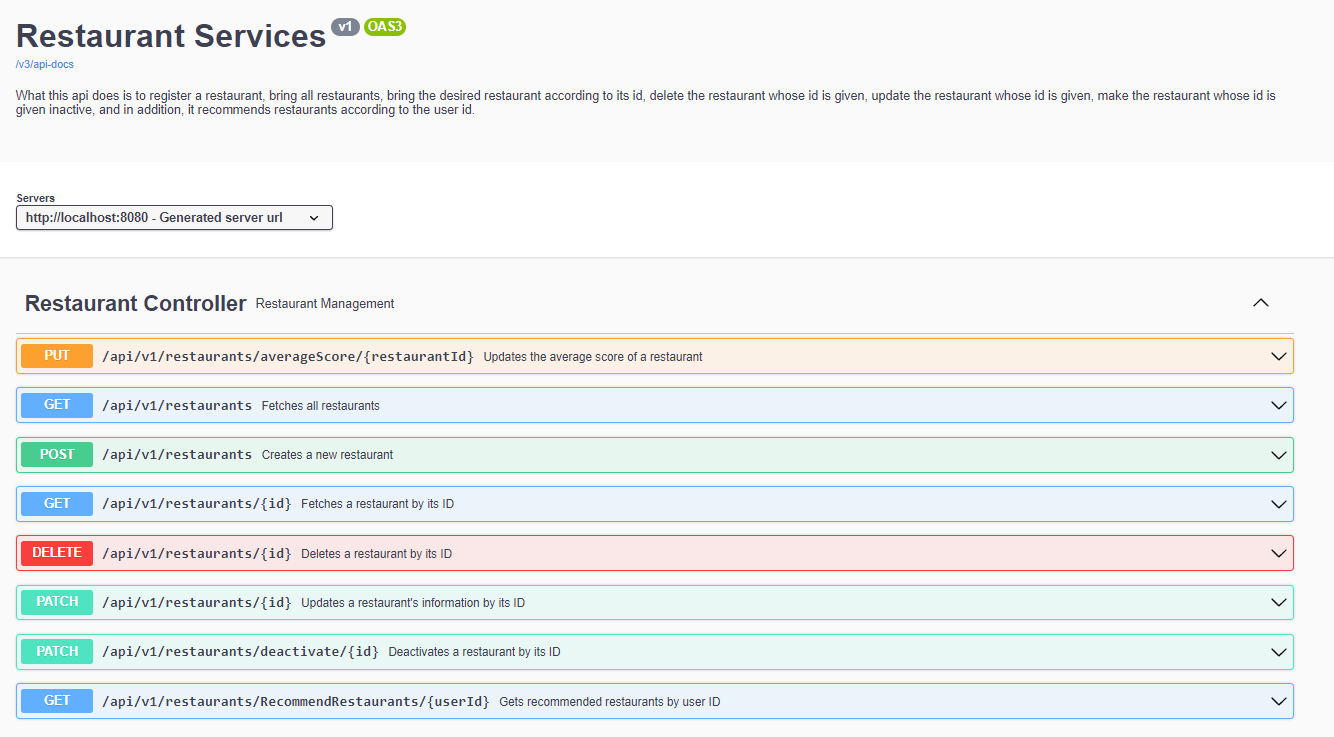 Restaurant Services v1 OAS3
/v3/api-docs
What this api does is to register a restaurant, bring all restaurants, bring the desired restaurant according to its id, delete the restaurant whose id is given, update the restaurant whose id is given, make the restaurant whose id is
given inactive, and in addition, it recommends restaurants according to the user id.
Servers
http://localhost:8080 - Generated server url
Restaurant Controller Restaurant Management
PUT /api/v1/restaurants/averageScore/{restaurantId} Updates the average score of a restaurant
GET /api/v1/restaurants Fetches all restaurants
POST /api/v1/restaurants Creates a new restaurant
GET /api/v1/restaurants/{id} Fetches a restaurant by its ID
DELETE /api/v1/restaurants/{id} Deletes a restaurant by its ID
PATCH /api/v1/restaurants/{id} Updates a restaurant's information by its ID
PATCH /api/v1/restaurants/deactivate/{id} Deactivates a restaurant by its ID
GET /api/v1/restaurants/RecommendRestaurants/{userId} Gets recommended restaurants by user ID